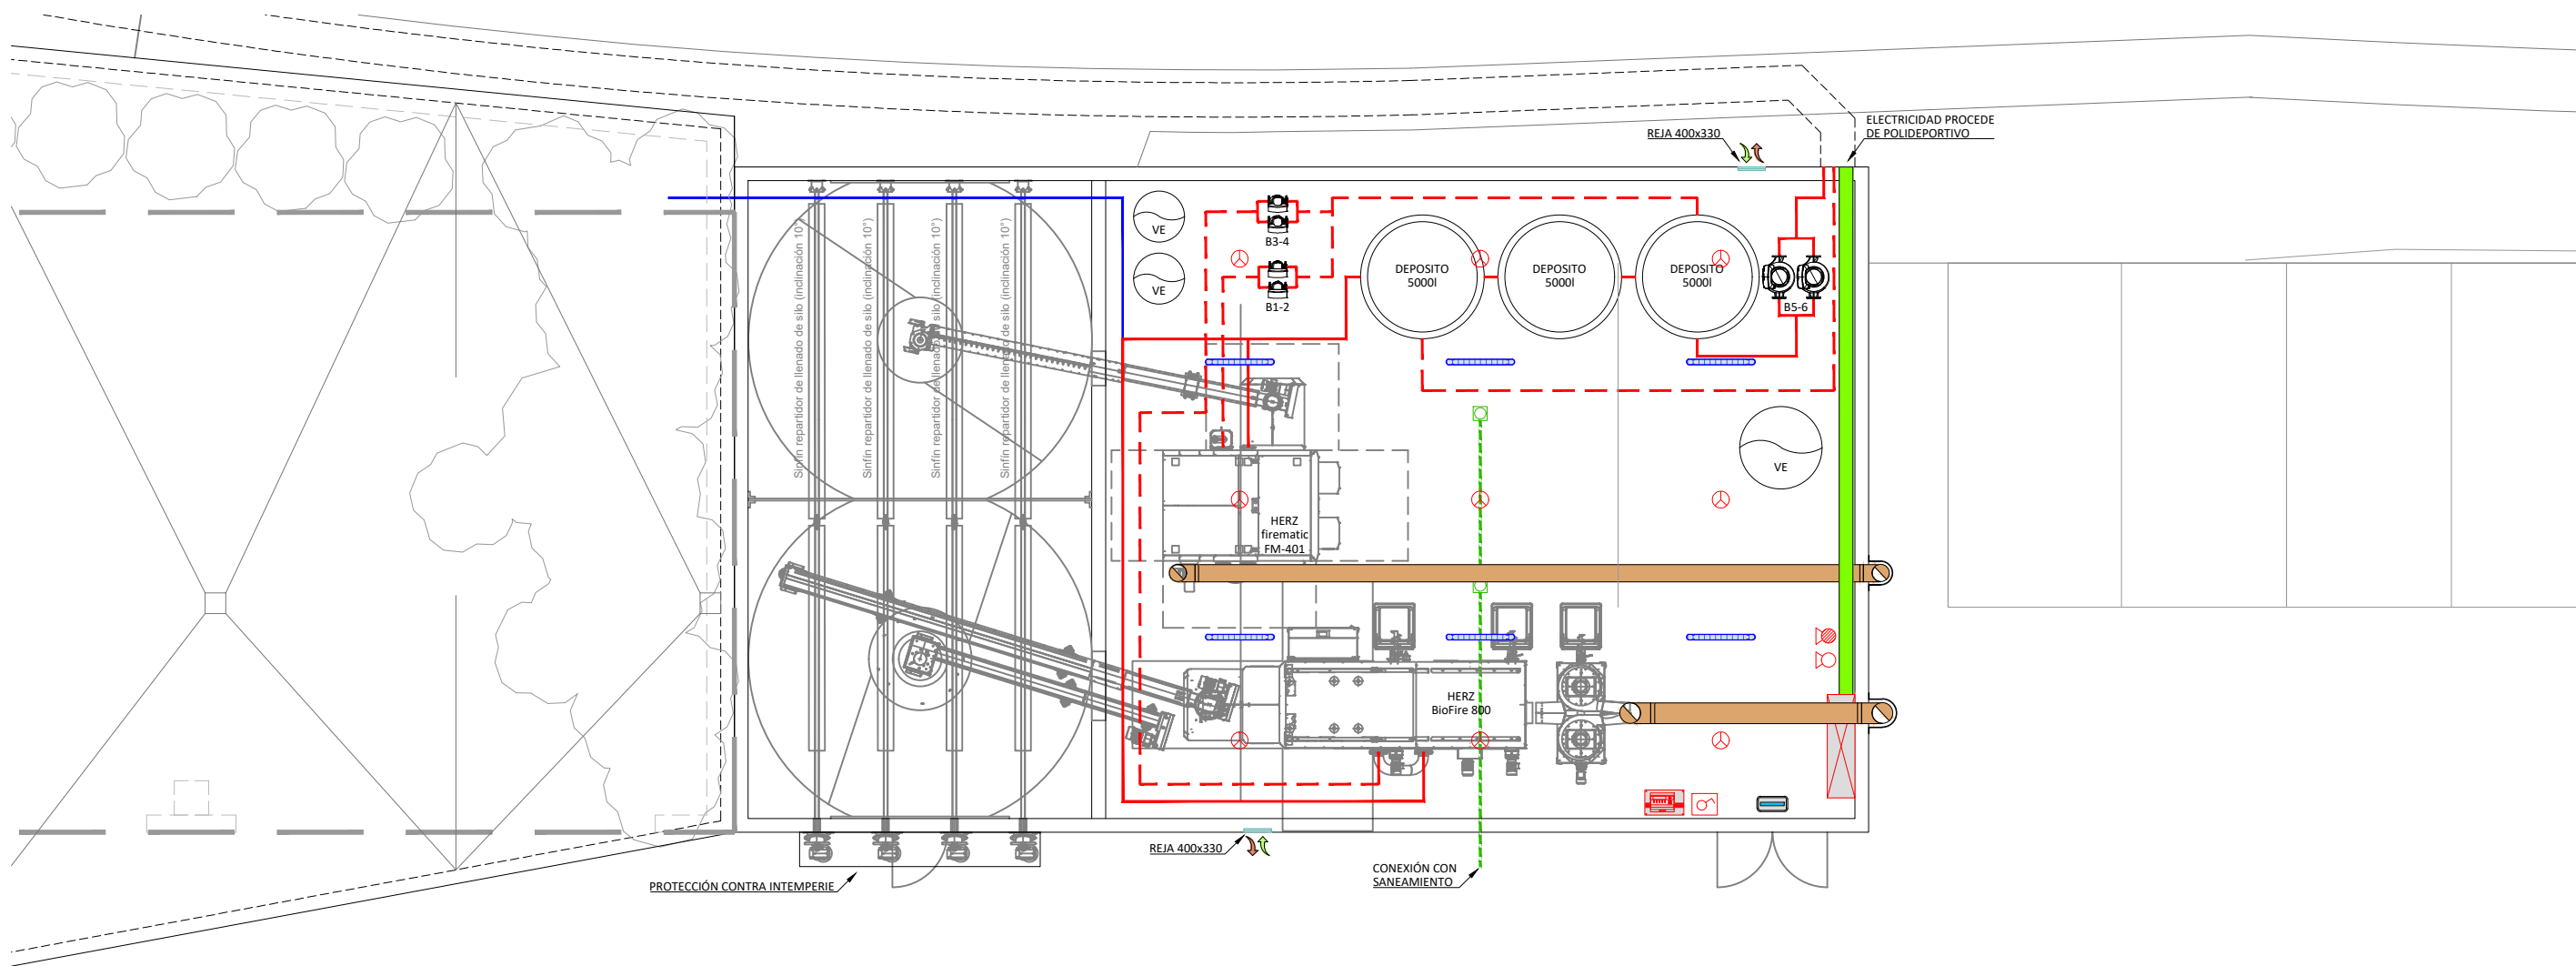 ELECTRICIDAD PROCEDE
DE POLIDEPORTIVO
REJA 400x330
VE
B3-4
VE
B1-2
DEPOSITO
5000l
DEPOSITO
5000l
DEPOSITO
5000l
B5-6
Sinfín repartidor de llenado de silo (inclinación 10°)
Sinfín repartidor de llenado de silo (inclinación 10°)
Sinfín repartidor de llenado de silo (inclinación 10°)
Sinfín repartidor de llenado de silo (inclinación 10°)
VE
HERZ
firematic
FM-401
HERZ
BioFire 800
REJA 400x330
CONEXIÓN CON
SANEAMIENTO
PROTECCIÓN CONTRA INTEMPERIE